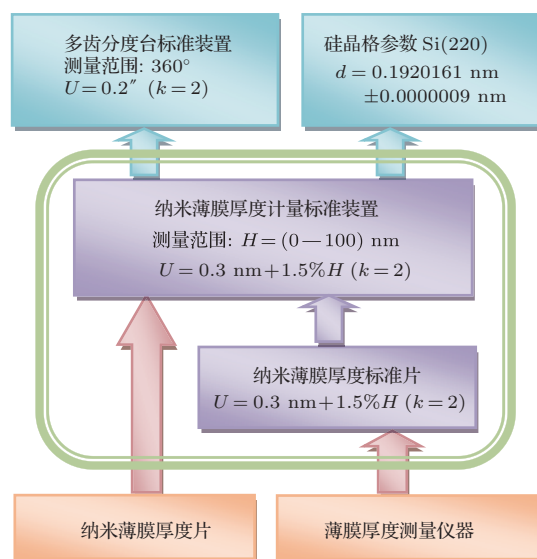 多齿分度台标准装置
测量范围: 360°
U=0.2″ (k=2)
硅晶格参数 Si(220)
d = 0.1920161 nm
±0.0000009 nm
纳米薄膜厚度计量标准装置
测量范围: H=(0—100) nm
U=0.3 nm+1.5%H (k=2)
纳米薄膜厚度标准片
U=0.3 nm+1.5%H (k=2)
纳米薄膜厚度片
薄膜厚度测量仪器